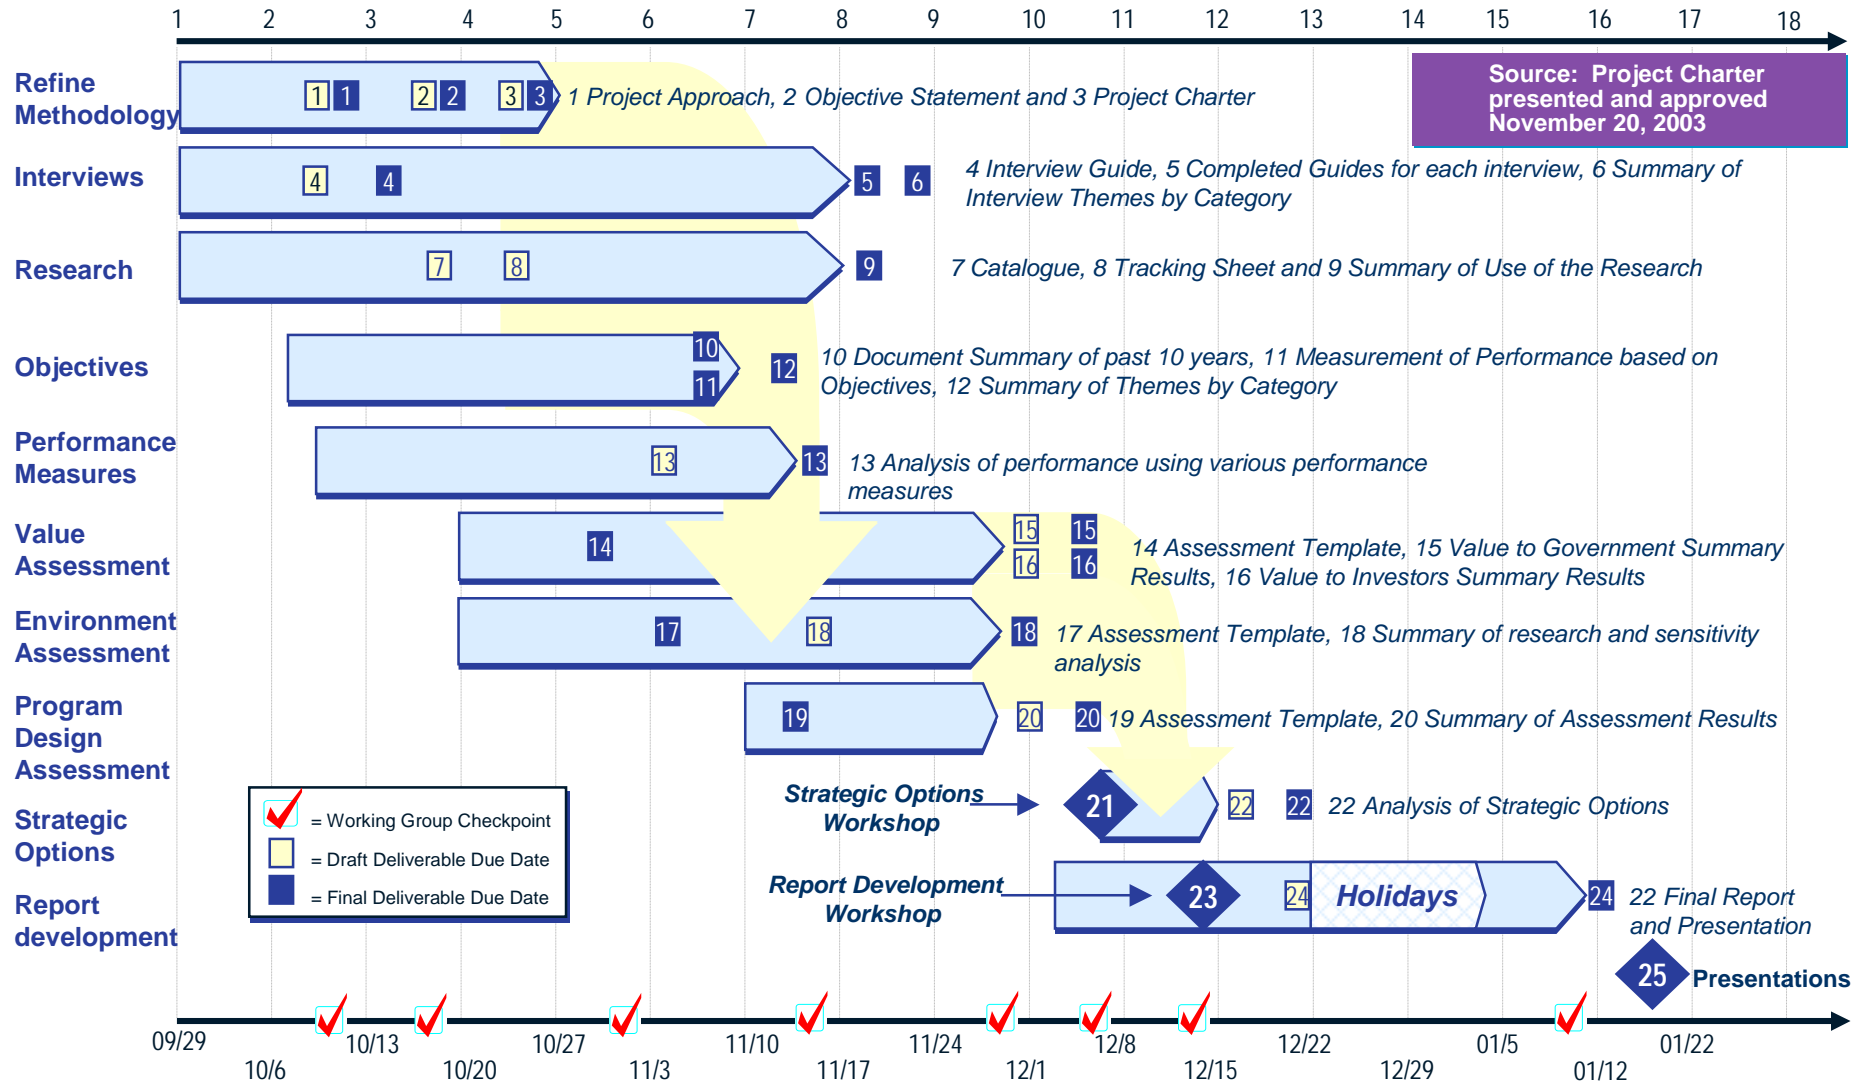 1 2 3 4 5 6 7 8 9 10 11 12 13 14 15 16 17 18
Source: Project Charter
presented and approved
November 20, 2003
Refine
Methodology
1 1 2 2 3 3
1 Project Approach, 2 Objective Statement and 3 Project Charter
Interviews
4 4 5 6
4 Interview Guide, 5 Completed Guides for each interview, 6 Summary of
Interview Themes by Category
Research
7 8 9
7 Catalogue, 8 Tracking Sheet and 9 Summary of Use of the Research
Objectives
10
11
12
10 Document Summary of past 10 years, 11 Measurement of Performance based on
Objectives, 12 Summary of Themes by Category
Performance
Measures
13 13
13 Analysis of performance using various performance
measures
Value
Assessment
14
15 15
16 16
14 Assessment Template, 15 Value to Government Summary
Results, 16 Value to Investors Summary Results
Environment
Assessment
17 18 18
17 Assessment Template, 18 Summary of research and sensitivity
analysis
Program
Design
Assessment
19 20 20
19 Assessment Template, 20 Summary of Assessment Results
Strategic
Options
Strategic Options
Workshop
21 22 22
22 Analysis of Strategic Options
= Working Group Checkpoint
= Draft Deliverable Due Date
= Final Deliverable Due Date
Report
development
Report Development
Workshop
23 24 Holidays 24
22 Final Report
and Presentation
25 Presentations
09/29 10/13 10/27 11/10 11/24 12/8 12/22 01/5 01/22
10/6 10/20 11/3 11/17 12/1 12/15 12/29 01/12